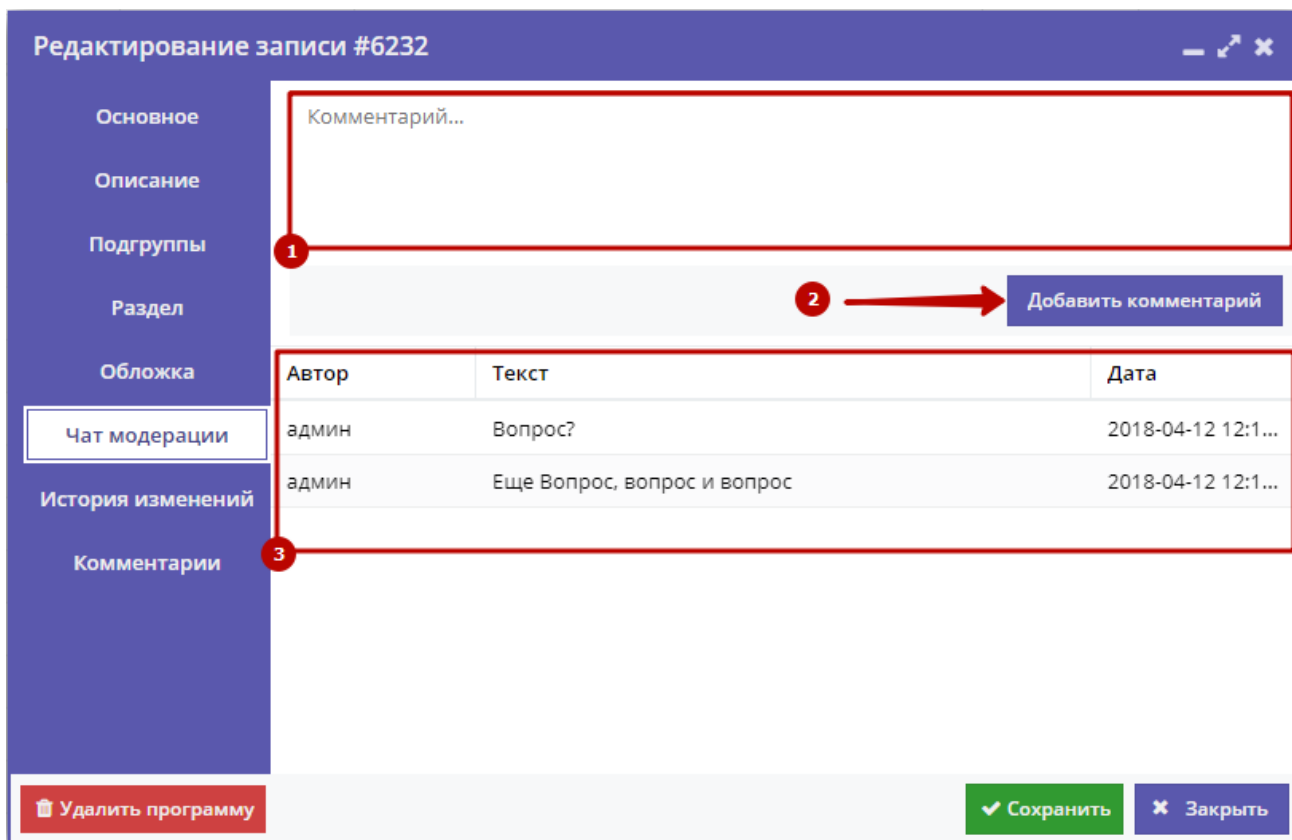 Редактирование записи #6232
Основное
Описание
Подгруппы
Раздел
Обложка
Чат модерации
История изменений
Комментарии
Комментарий...
1
2
Добавить комментарий
Автор Текст Дата
админ Вопрос? 2018-04-12 12:1...
админ Еще Вопрос, вопрос и вопрос 2018-04-12 12:1...
3
Удалить программу
Сохранить
Закрыть